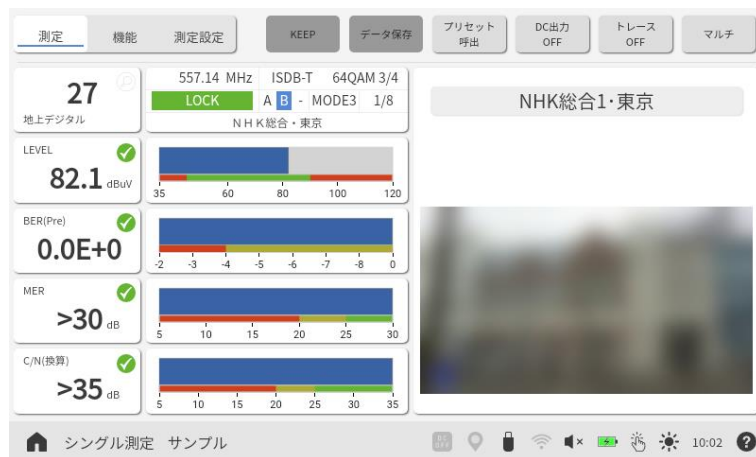 測定 機能 測定設定 KEEP データ保存 プリセット呼出 DC出力 OFF トレース OFF マルチ
27
地上デジタル
557.14 MHz ISDB-T 64QAM 3/4
LOCK A B - MODE3 1/8
NHK総合・東京
NHK総合1・東京
LEVEL
82.1 dBuV
35 60 80 100 120
BER(Pre)
0.0E+0
-2 -3 -4 -5 -6 -7 -8 0
MER
>30 dB
5 10 15 20 25 30
C/N(換算)
>35 dB
5 10 15 20 25 30 35
シングル測定 サンプル
DC OFF
10:02
?